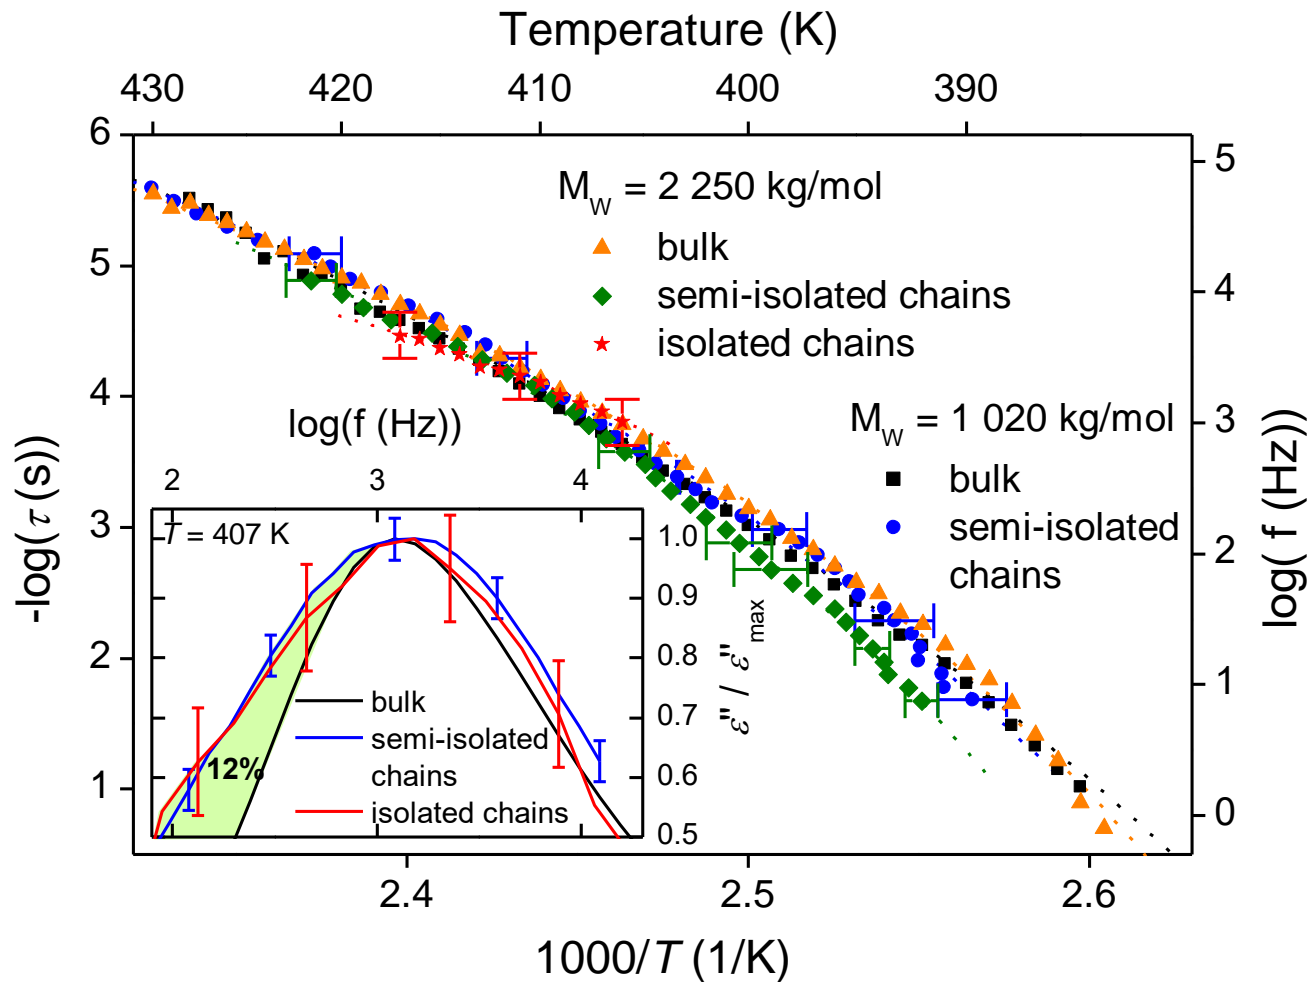 Temperature (K)
430 420 410 400 390
6
5
4
3
2
1
-log(τ (s))
M_W = 2 250 kg/mol
bulk
semi-isolated chains
isolated chains
M_W = 1 020 kg/mol
bulk
semi-isolated
chains
5
4
3
2
1
0
log( f (Hz))
log(f (Hz))
2 3 4
T = 407 K
1.0
0.9
0.8
0.7
0.6
0.5
ε'' / ε''max
bulk
semi-isolated
chains
isolated chains
12%
2.4 2.5 2.6
1000/T (1/K)